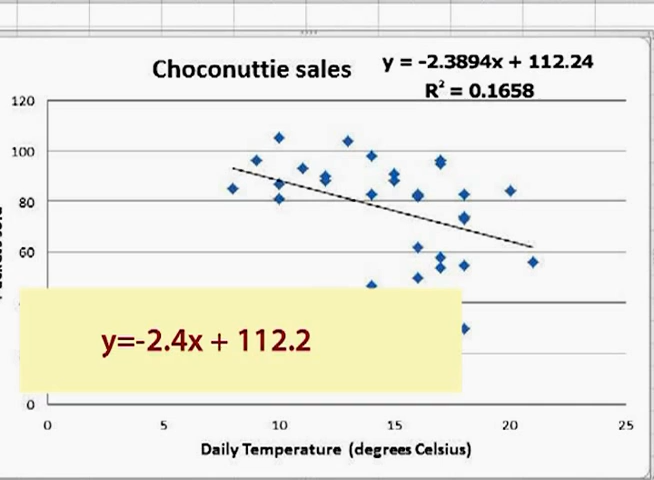 Choconuttie sales
y = -2.3894x + 112.24
R² = 0.1658
120
100
80
60
y=-2.4x + 112.2
0
0 5 10 15 20 25
Daily Temperature (degrees Celsius)